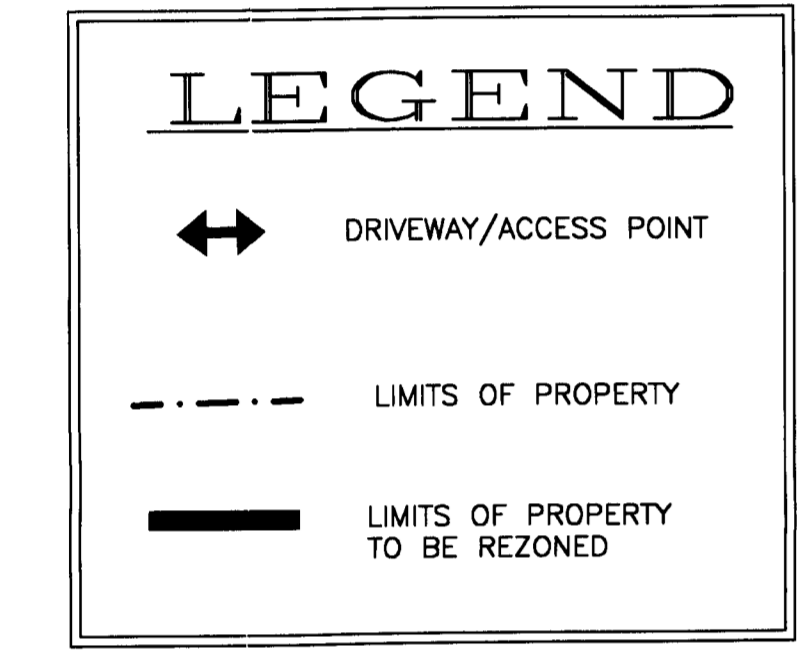 LEGEND
DRIVEWAY/ACCESS POINT
LIMITS OF PROPERTY
LIMITS OF PROPERTY
TO BE REZONED